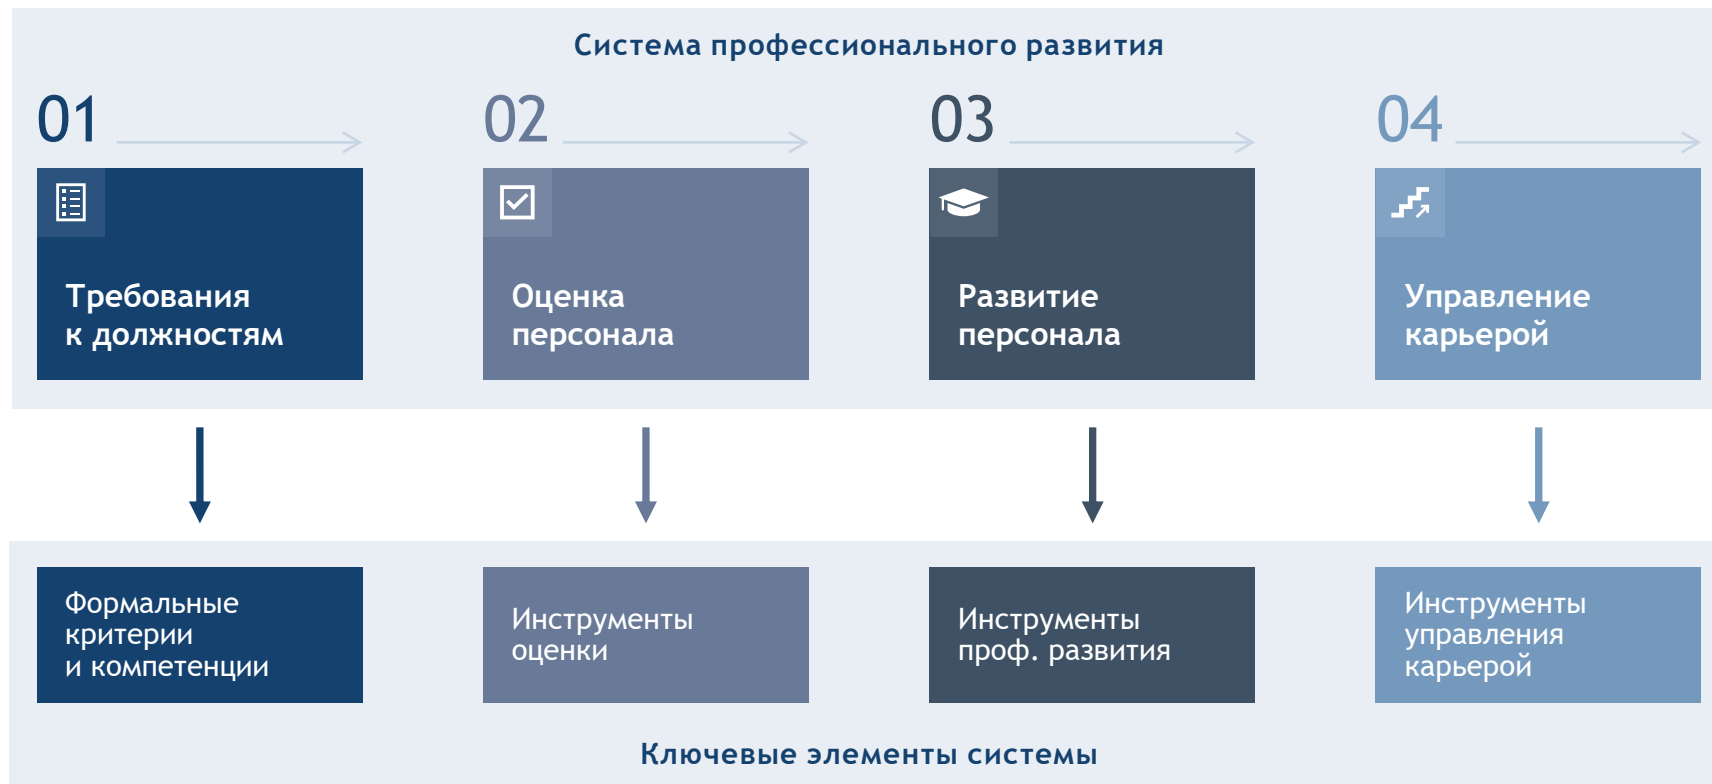 Система профессионального развития
01
02
03
04
Требования
к должностям
Оценка
персонала
Развитие
персонала
Управление
карьерой
Формальные
критерии
и компетенции
Инструменты
оценки
Инструменты
проф. развития
Инструменты
управления
карьерой
Ключевые элементы системы